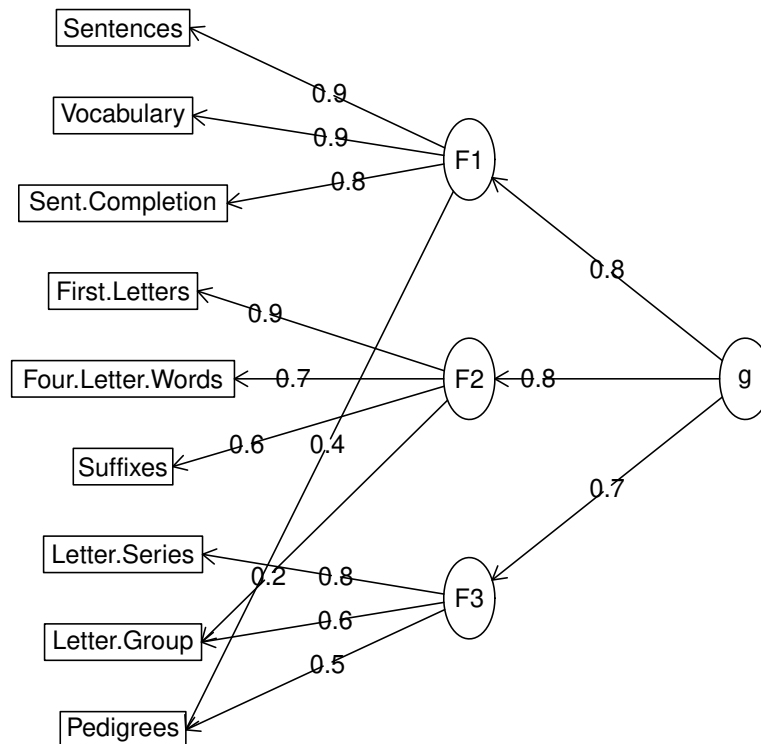 Sentences
0.9
Vocabulary
0.9
F1
0.8
Sent.Completion
0.8
First.Letters
0.9
Four.Letter.Words
0.7
F2
0.8
g
Suffixes
0.6
0.4
0.7
Letter.Series
0.2
0.8
F3
Letter.Group
0.6
0.5
Pedigrees